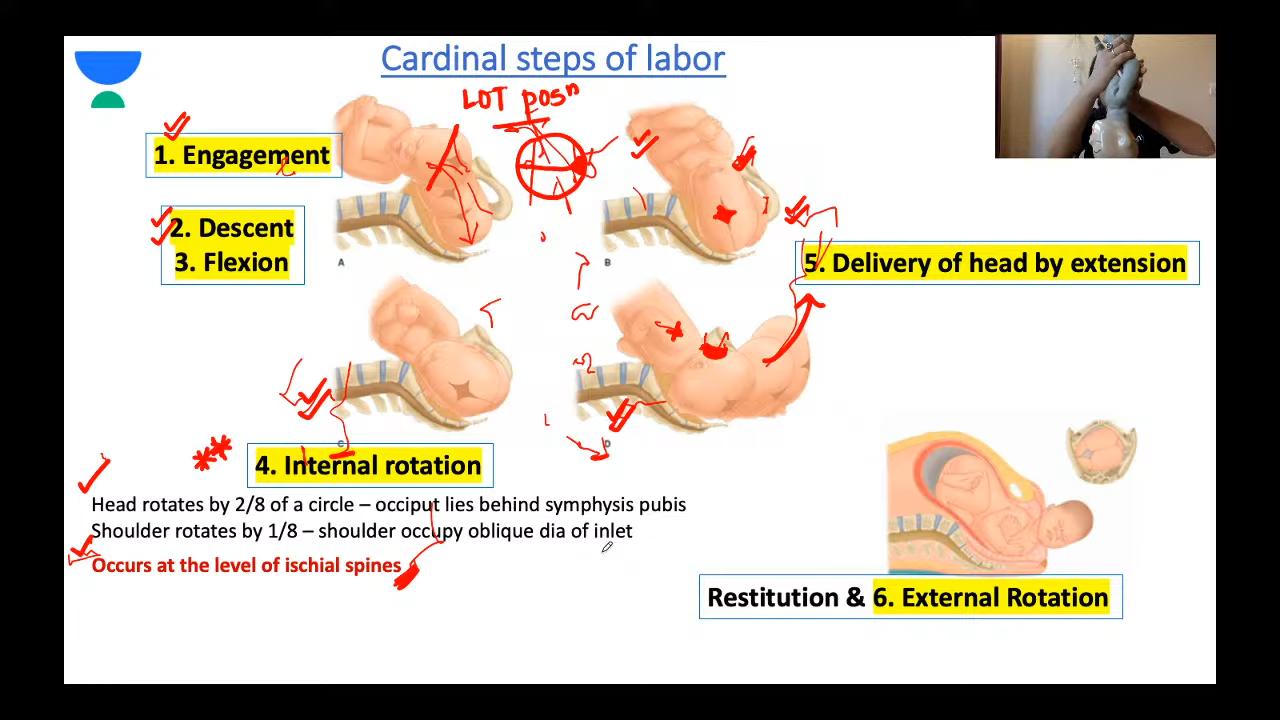 Cardinal steps of labor
LOT posn
1. Engagement
2. Descent
3. Flexion
A
B
5. Delivery of head by extension
C
D
4. Internal rotation
Head rotates by 2/8 of a circle – occiput lies behind symphysis pubis
Shoulder rotates by 1/8 – shoulder occupy oblique dia of inlet
Occurs at the level of ischial spines
Restitution & 6. External Rotation